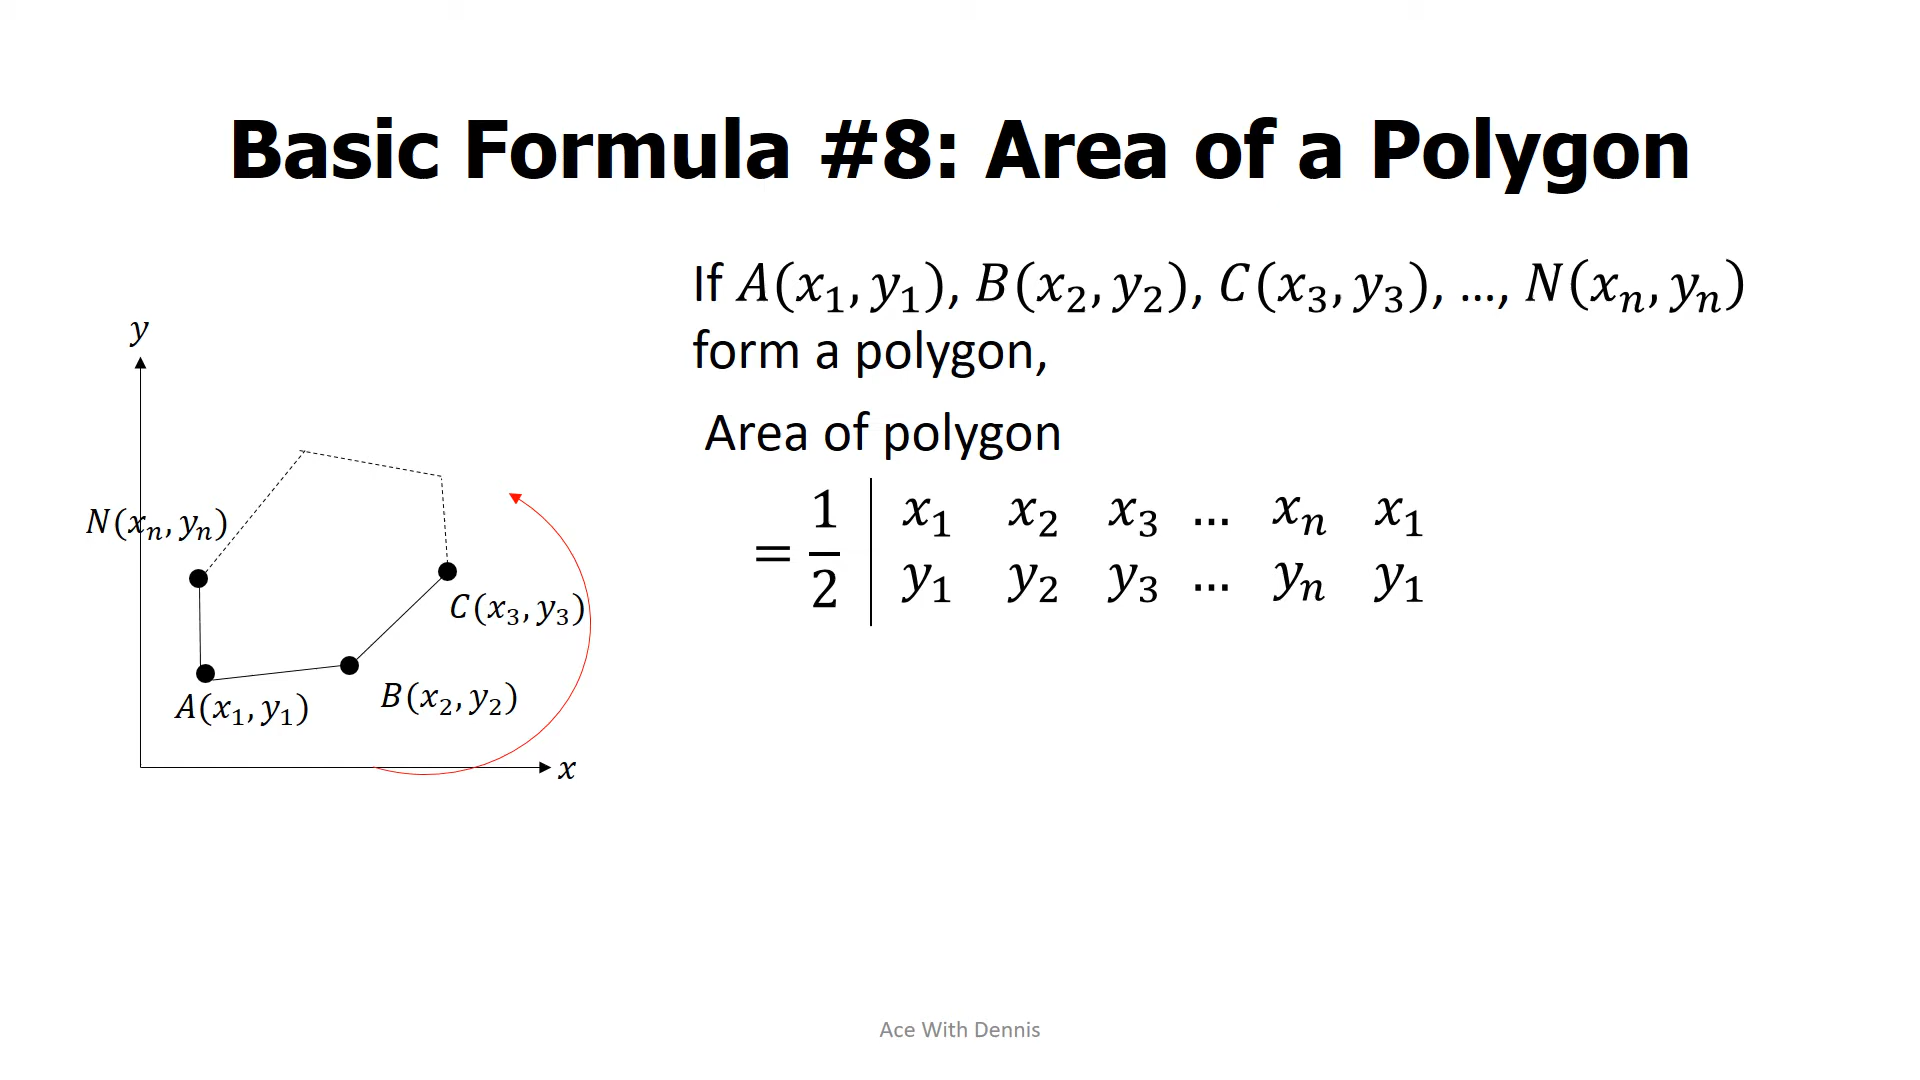 Basic Formula #8: Area of a Polygon
If A(x₁, y₁), B(x₂, y₂), C(x₃, y₃), ..., N(xₙ, yₙ)
form a polygon,
Area of polygon
= 1/2 | x₁ x₂ x₃ ... xₙ x₁
y₁ y₂ y₃ ... yₙ y₁
y
N(xₙ, yₙ)
C(x₃, y₃)
B(x₂, y₂)
A(x₁, y₁)
x
Ace With Dennis